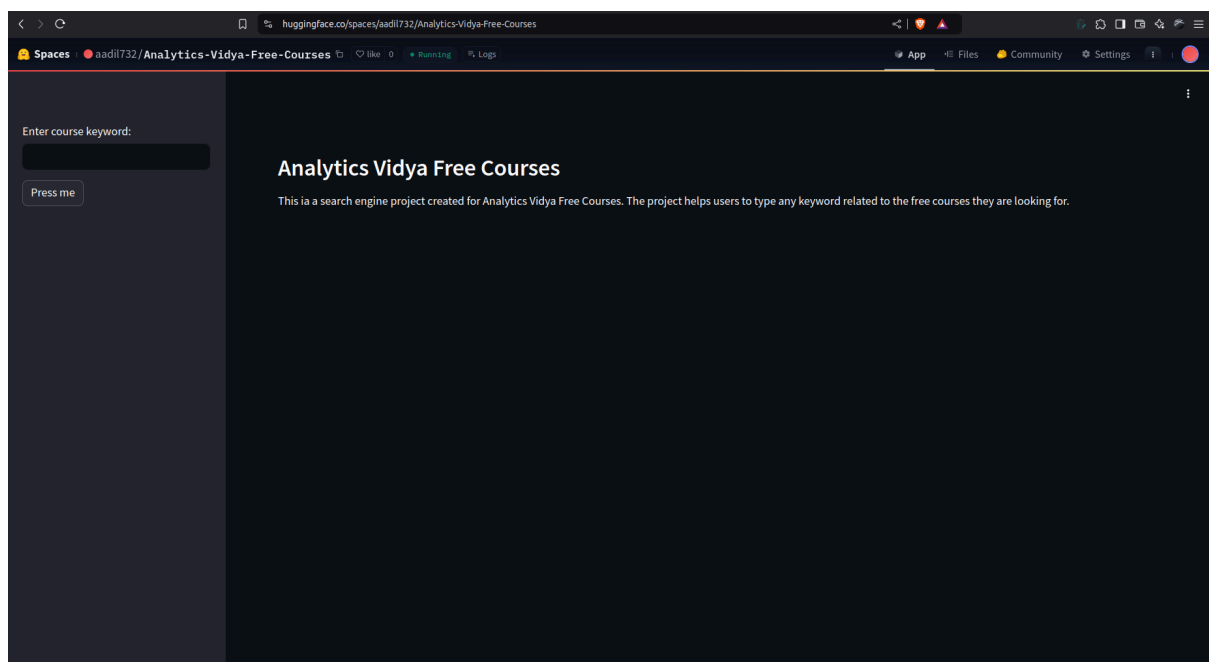 huggingface.co/spaces/aadil732/Analytics-Vidya-Free-Courses
Spaces aadil732/Analytics-Vidya-Free-Courses like 0 Running Logs App Files Community Settings
Enter course keyword:
Press me
Analytics Vidya Free Courses
This ia a search engine project created for Analytics Vidya Free Courses. The project helps users to type any keyword related to the free courses they are looking for.